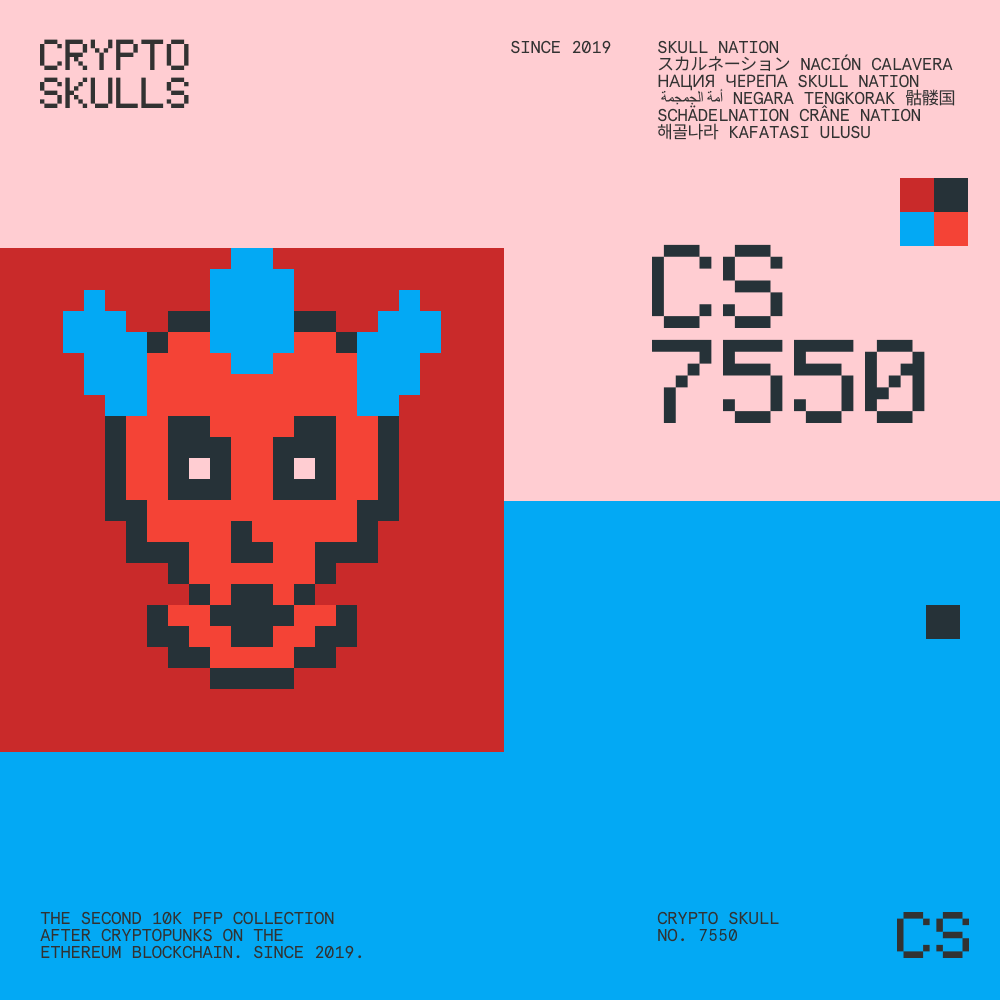 CRYPTO
SKULLS
SINCE 2019
SKULL NATION
スカルネーション NACIÓN CALAVERA
НАЦИЯ ЧЕРЕПА SKULL NATION
أمة الجمجمة NEGARA TENGKORAK 骷髅国
SCHÄDELNATION CRÂNE NATION
해골나라 KAFATASI ULUSU
CS
7550
THE SECOND 10K PFP COLLECTION
AFTER CRYPTOPUNKS ON THE
ETHEREUM BLOCKCHAIN. SINCE 2019.
CRYPTO SKULL
NO. 7550
CS